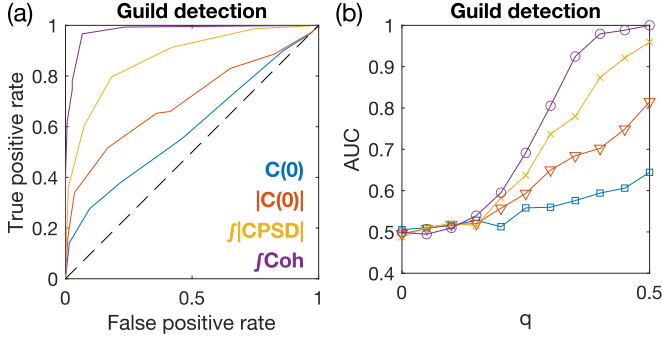 (a)
Guild detection
True positive rate
1
0.8
0.6
0.4
0.2
0
0
0.5
1
False positive rate
C(0)
|C(0)|
∫|CPSD|
∫Coh
(b)
Guild detection
AUC
1
0.9
0.8
0.7
0.6
0.5
0.4
0
0.5
q